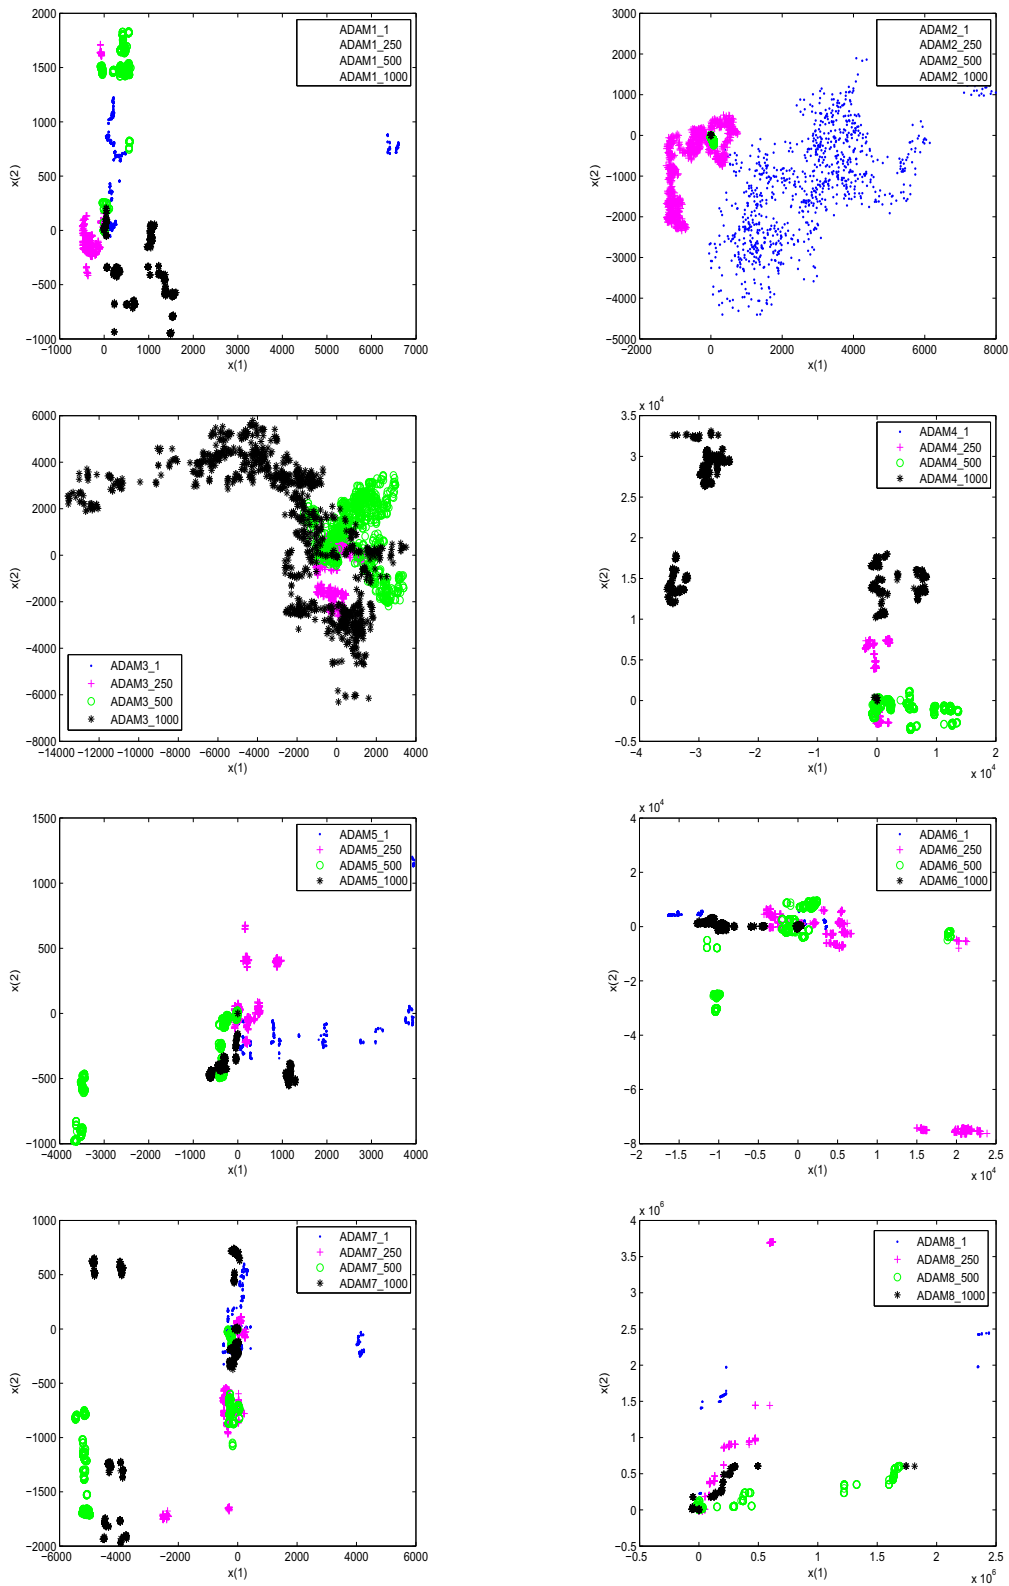 2000
1500
1000
500
0
−500
−1000
−1000 0 1000 2000 3000 4000 5000 6000 7000
x(1)
x(2)
ADAM1_1
ADAM1_250
ADAM1_500
ADAM1_1000
3000
2000
1000
0
−1000
−2000
−3000
−4000
−5000
−2000 0 2000 4000 6000 8000
x(1)
x(2)
ADAM2_1
ADAM2_250
ADAM2_500
ADAM2_1000
6000
4000
2000
0
−2000
−4000
−6000
−8000
−14000 −12000 −10000 −8000 −6000 −4000 −2000 0 2000 4000
x(1)
x(2)
ADAM3_1
ADAM3_250
ADAM3_500
ADAM3_1000
x 10^4
3.5
3
2.5
2
1.5
1
0.5
0
−0.5
−4 −3 −2 −1 0 1 2
x(1)
x 10^4
x(2)
ADAM4_1
ADAM4_250
ADAM4_500
ADAM4_1000
1500
1000
500
0
−500
−1000
−4000 −3000 −2000 −1000 0 1000 2000 3000 4000
x(1)
x(2)
ADAM5_1
ADAM5_250
ADAM5_500
ADAM5_1000
x 10^4
4
2
0
−2
−4
−6
−8
−2 −1.5 −1 −0.5 0 0.5 1 1.5 2 2.5
x(1)
x 10^4
x(2)
ADAM6_1
ADAM6_250
ADAM6_500
ADAM6_1000
1000
500
0
−500
−1000
−1500
−2000
−6000 −4000 −2000 0 2000 4000 6000
x(1)
x(2)
ADAM7_1
ADAM7_250
ADAM7_500
ADAM7_1000
x 10^6
4
3.5
3
2.5
2
1.5
1
0.5
0
−0.5
−0.5 0 0.5 1 1.5 2 2.5
x(1)
x 10^6
x(2)
ADAM8_1
ADAM8_250
ADAM8_500
ADAM8_1000